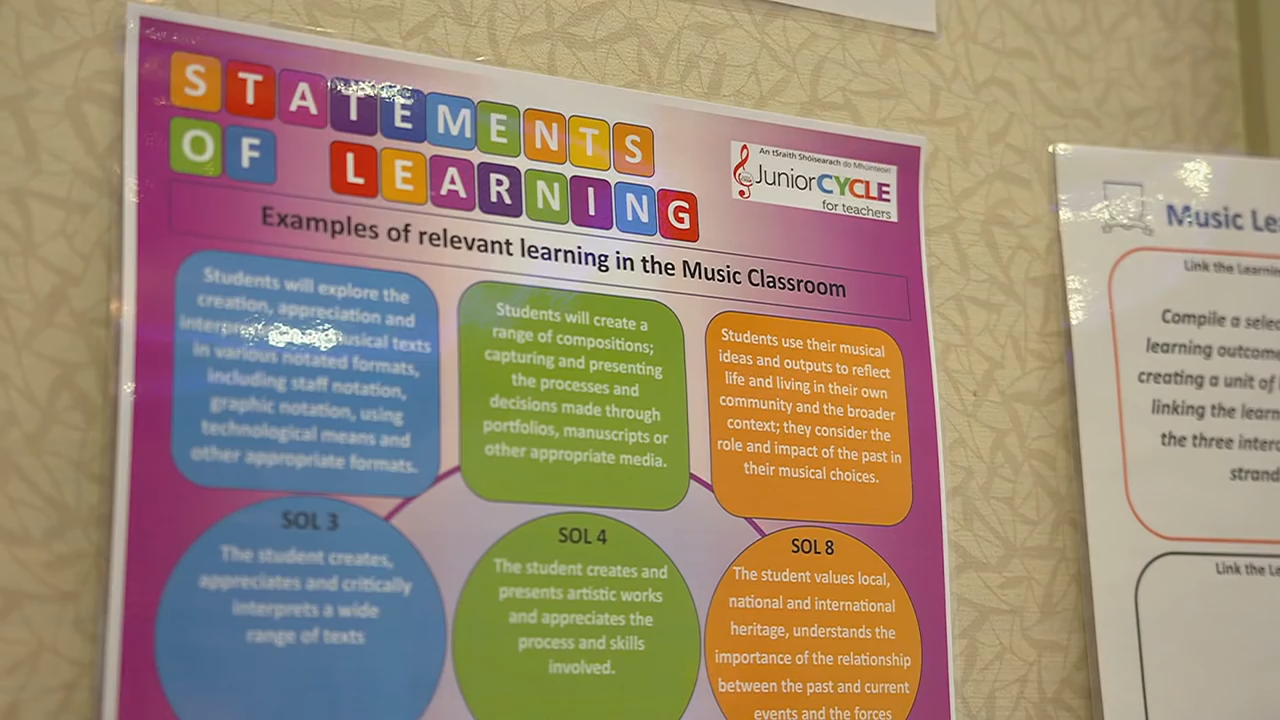 STATEMENTS
OF LEARNING
An tSraith Shóisearach do Mhúinteoirí
JuniorCYCLE
for teachers
Examples of relevant learning in the Music Classroom
Students will explore the
creation, appreciation and
musical texts
in various notated formats,
including staff notation,
graphic notation, using
technological means and
other appropriate formats.
Students will create a
range of compositions;
capturing and presenting
the processes and
decisions made through
portfolios, manuscripts or
other appropriate media.
Students use their musical
ideas and outputs to reflect
life and living in their own
community and the broader
context; they consider the
role and impact of the past in
their musical choices.
SOL 3
The student creates,
appreciates and critically
interprets a wide
range of texts
SOL 4
The student creates and
presents artistic works
and appreciates the
process and skills
involved.
SOL 8
The student values local,
national and international
heritage, understands the
importance of the relationship
between the past and current
events and the forces
Music Le
Link the Learnin
Compile a sele
learning outcome
creating a unit of
linking the learn
the three inter
strand
Link the Le